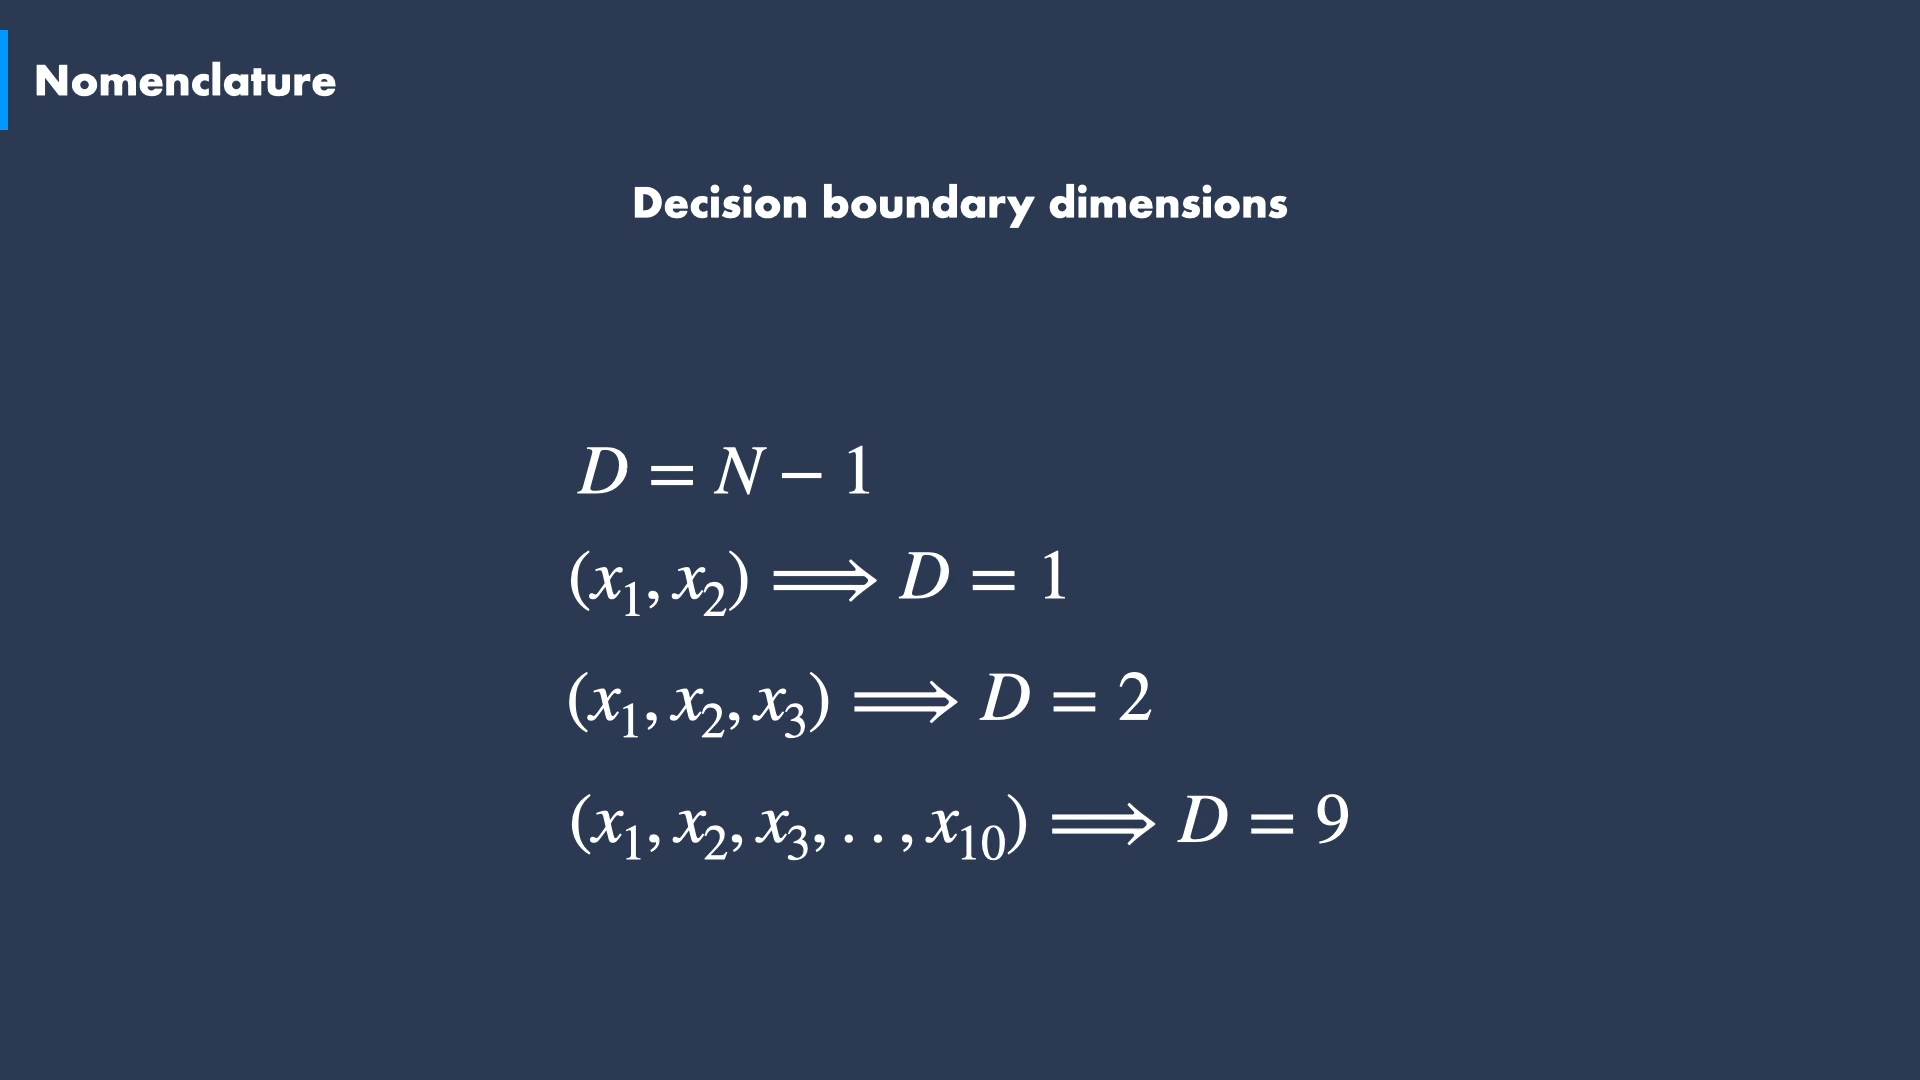 Nomenclature
Decision boundary dimensions
D = N − 1
(x₁, x₂) ⟹ D = 1
(x₁, x₂, x₃) ⟹ D = 2
(x₁, x₂, x₃, . . , x₁₀) ⟹ D = 9